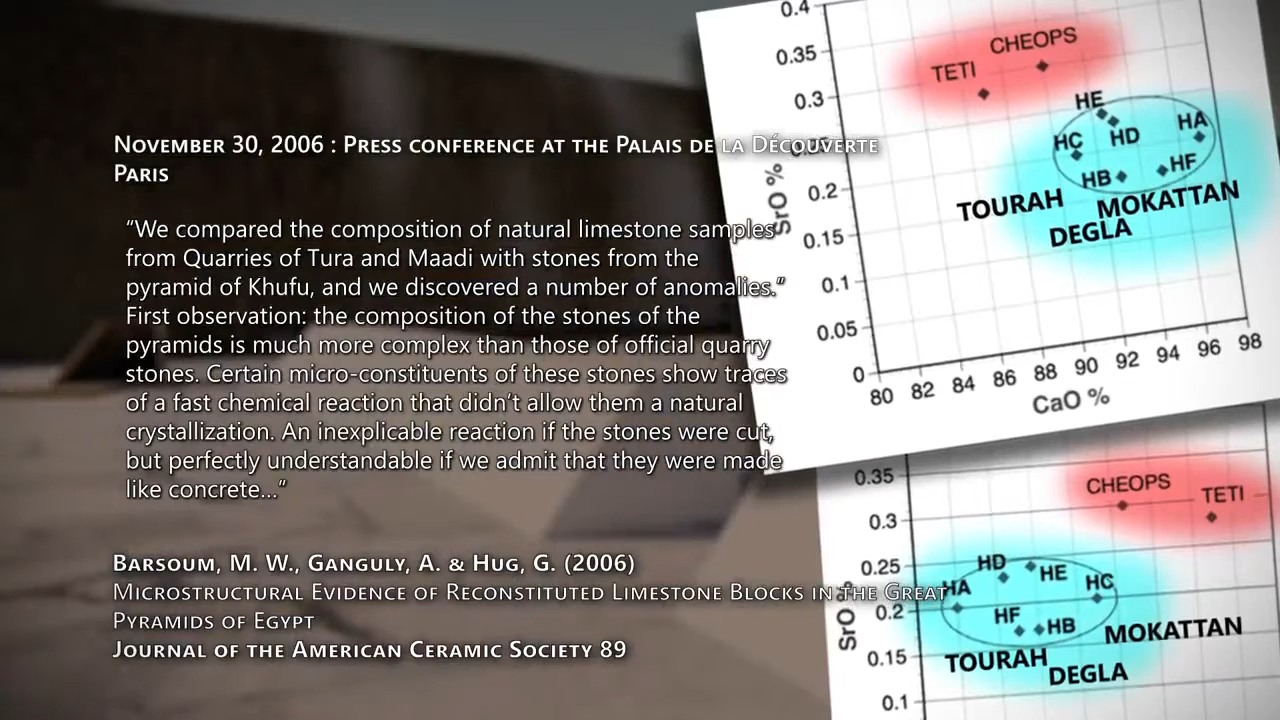 NOVEMBER 30, 2006 : PRESS CONFERENCE AT THE PALAIS DE LA DÉCOUVERTE
PARIS
“We compared the composition of natural limestone samples
from Quarries of Tura and Maadi with stones from the
pyramid of Khufu, and we discovered a number of anomalies.”
First observation: the composition of the stones of the
pyramids is much more complex than those of official quarry
stones. Certain micro-constituents of these stones show traces
of a fast chemical reaction that didn’t allow them a natural
crystallization. An inexplicable reaction if the stones were cut,
but perfectly understandable if we admit that they were made
like concrete...”
BARSOUM, M. W., GANGULY, A. & HUG, G. (2006)
MICROSTRUCTURAL EVIDENCE OF RECONSTITUTED LIMESTONE BLOCKS IN THE GREAT
PYRAMIDS OF EGYPT
JOURNAL OF THE AMERICAN CERAMIC SOCIETY 89
0.4
0.35
0.3
0.25
0.2
0.15
0.1
0.05
0
SrO %
CHEOPS
TETI
HE
HA
HC
HD
HF
HB
TOURAH
MOKATTAN
DEGLA
80 82 84 86 88 90 92 94 96 98
CaO %
0.35
0.3
0.25
0.2
0.15
0.1
SrO
CHEOPS
TETI
HD
HE
HC
HA
HF
HB
MOKATTAN
TOURAH
DEGLA